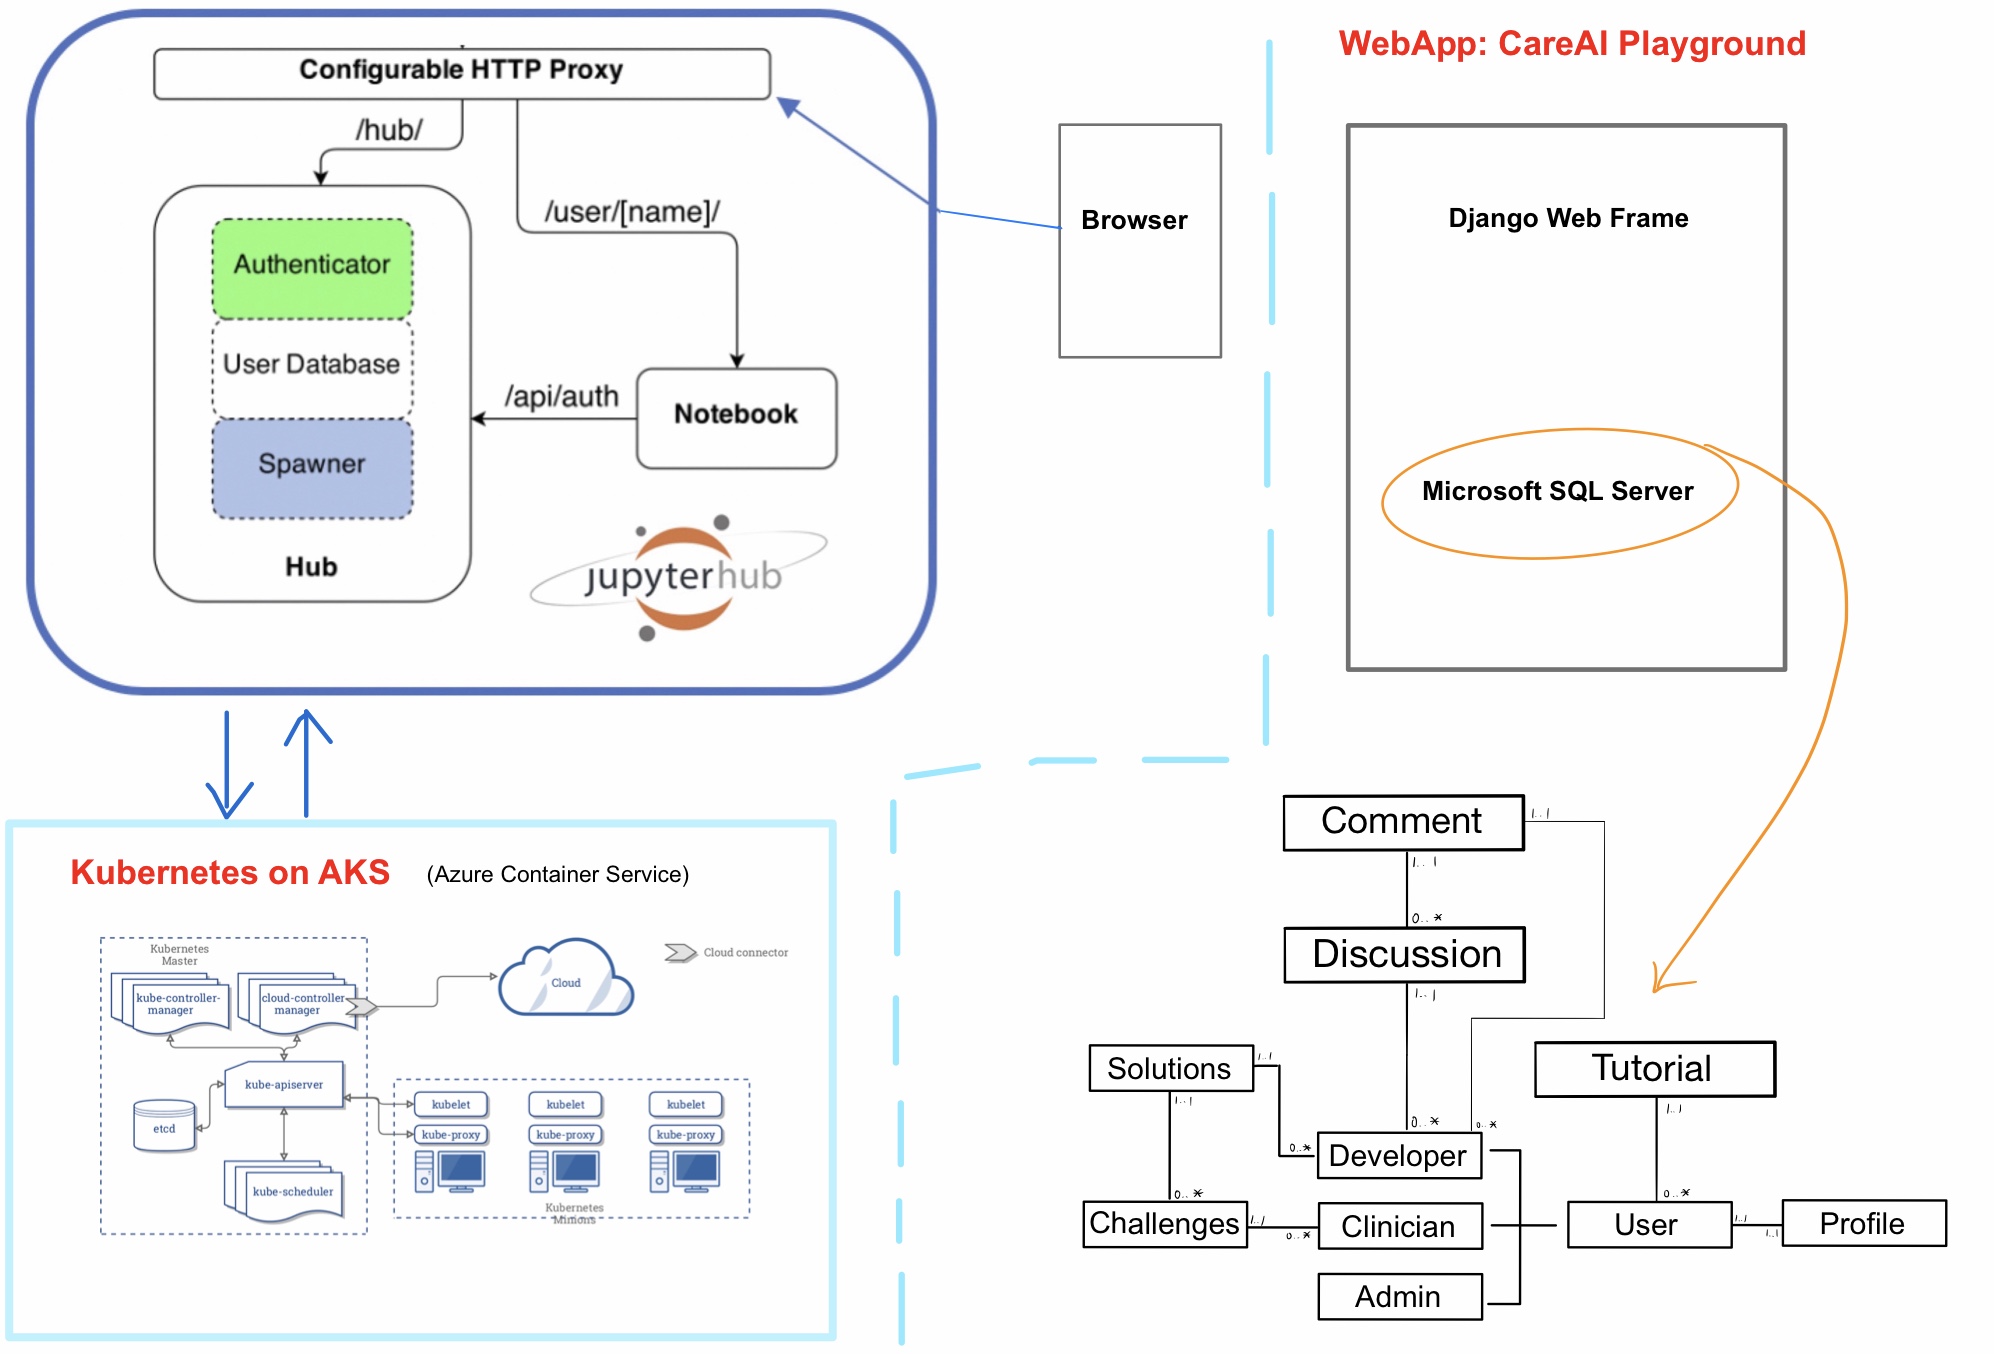 Configurable HTTP Proxy
/hub/
/user/[name]/
Authenticator
User Database
Spawner
Hub
/api/auth
Notebook
jupyterhub
Browser
WebApp: CareAI Playground
Django Web Frame
Microsoft SQL Server
Kubernetes on AKS (Azure Container Service)
Kubernetes
Master
kube-controller-
manager
cloud-controller
manager
Cloud
Cloud connector
kube-apiserver
etcd
kube-scheduler
kubelet
kubelet
kubelet
kube-proxy
kube-proxy
kube-proxy
Kubernetes
Minions
Comment
1..1
1..1
0..*
Discussion
1..1
Solutions
1..1
1..1
0..*
0..*
0..*
Developer
Tutorial
1..1
0..*
0..*
Challenges
1..1
0..*
Clinician
User
1..1
1..1
Profile
Admin